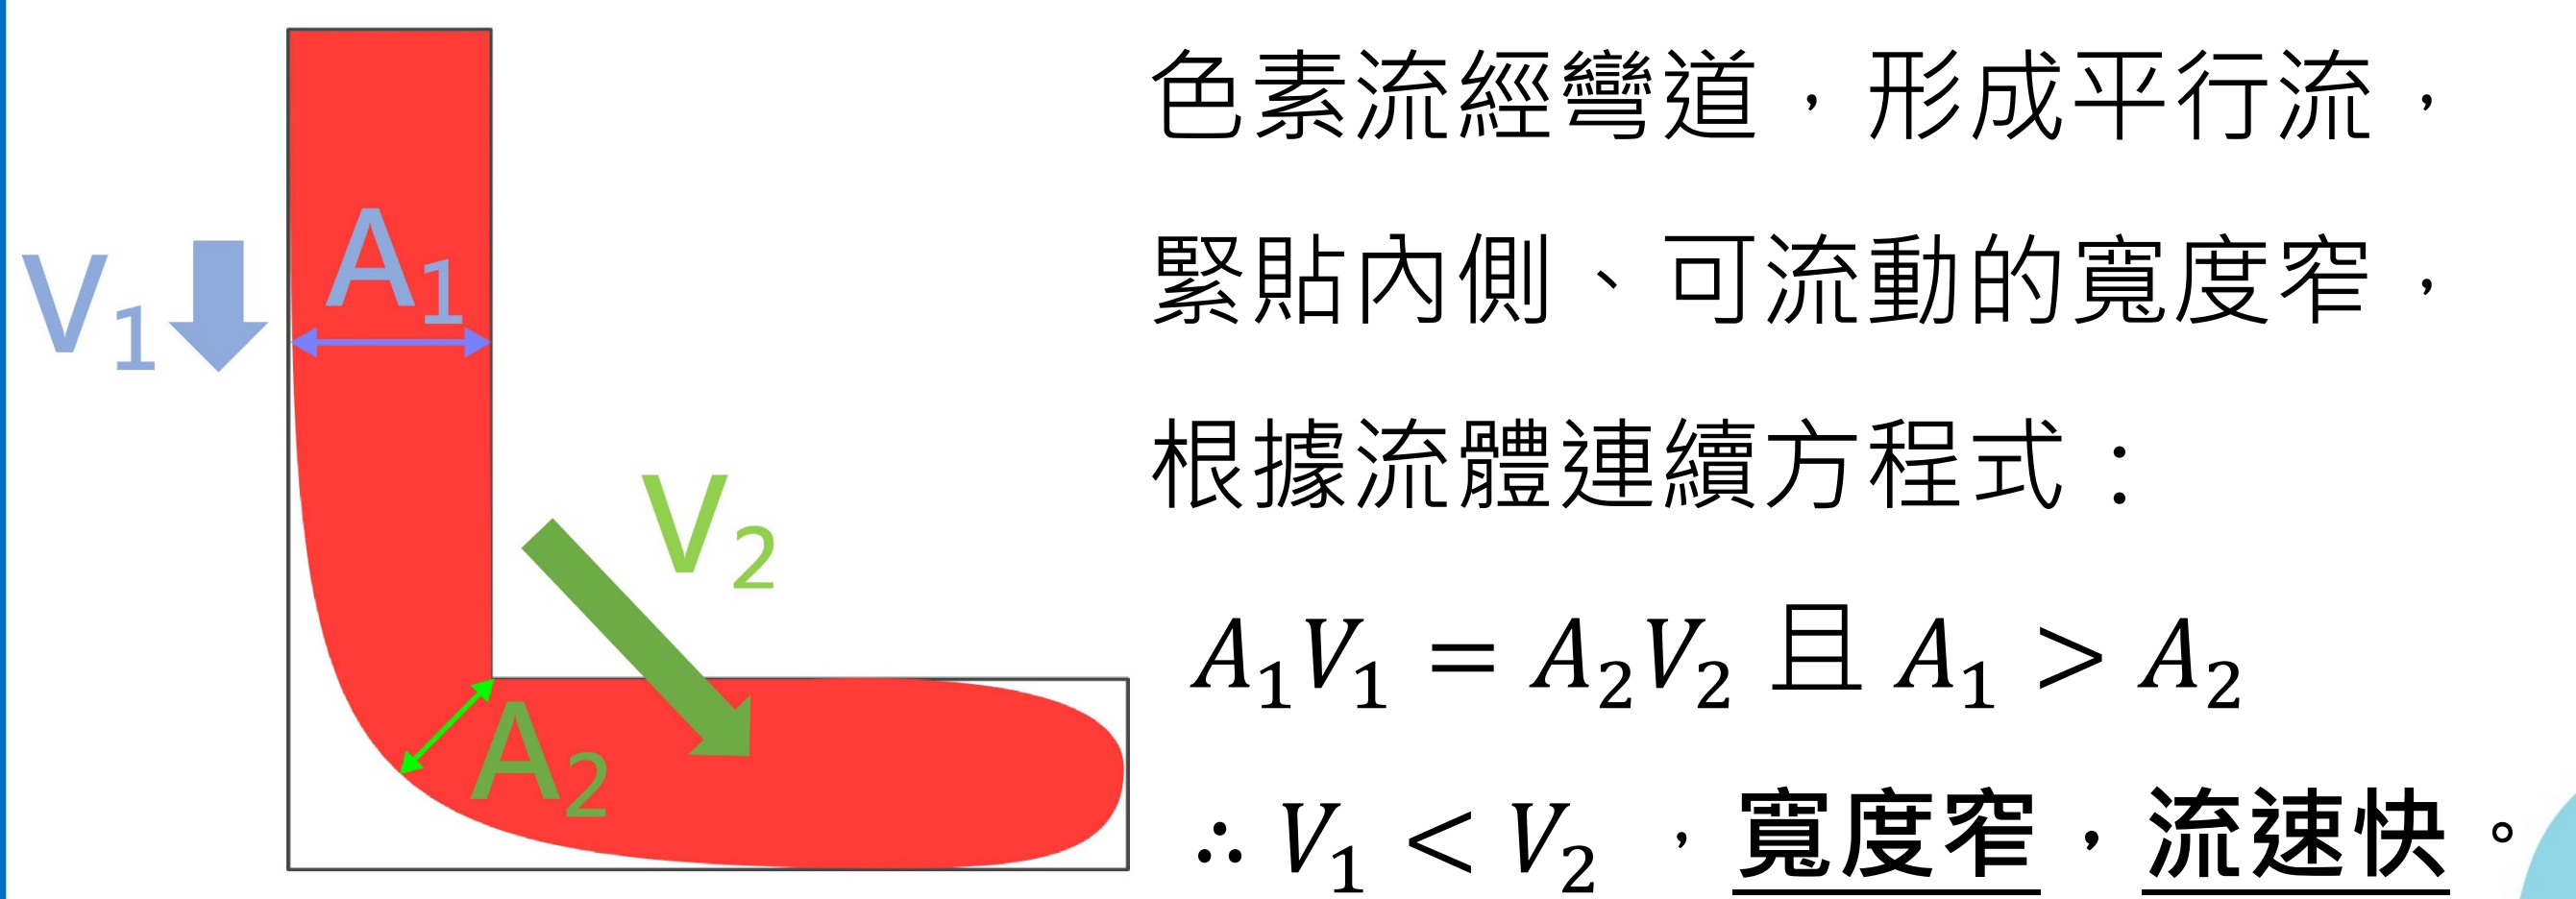 色素流經彎道，形成平行流，
緊貼內側、可流動的寬度窄，
根據流體連續方程式：
A₁V₁ = A₂V₂ 且 A₁ > A₂
∴ V₁ < V₂ ，寬度窄，流速快。
V₁
A₁
V₂
A₂